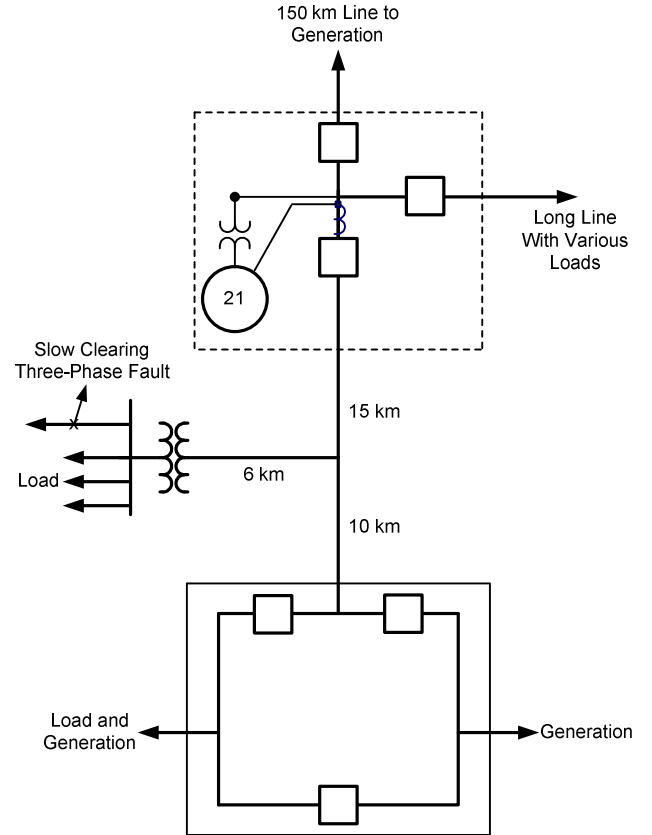 150 km Line to
Generation
Long Line
With Various
Loads
21
Slow Clearing
Three-Phase Fault
x
15 km
Load
6 km
10 km
Load and
Generation
Generation